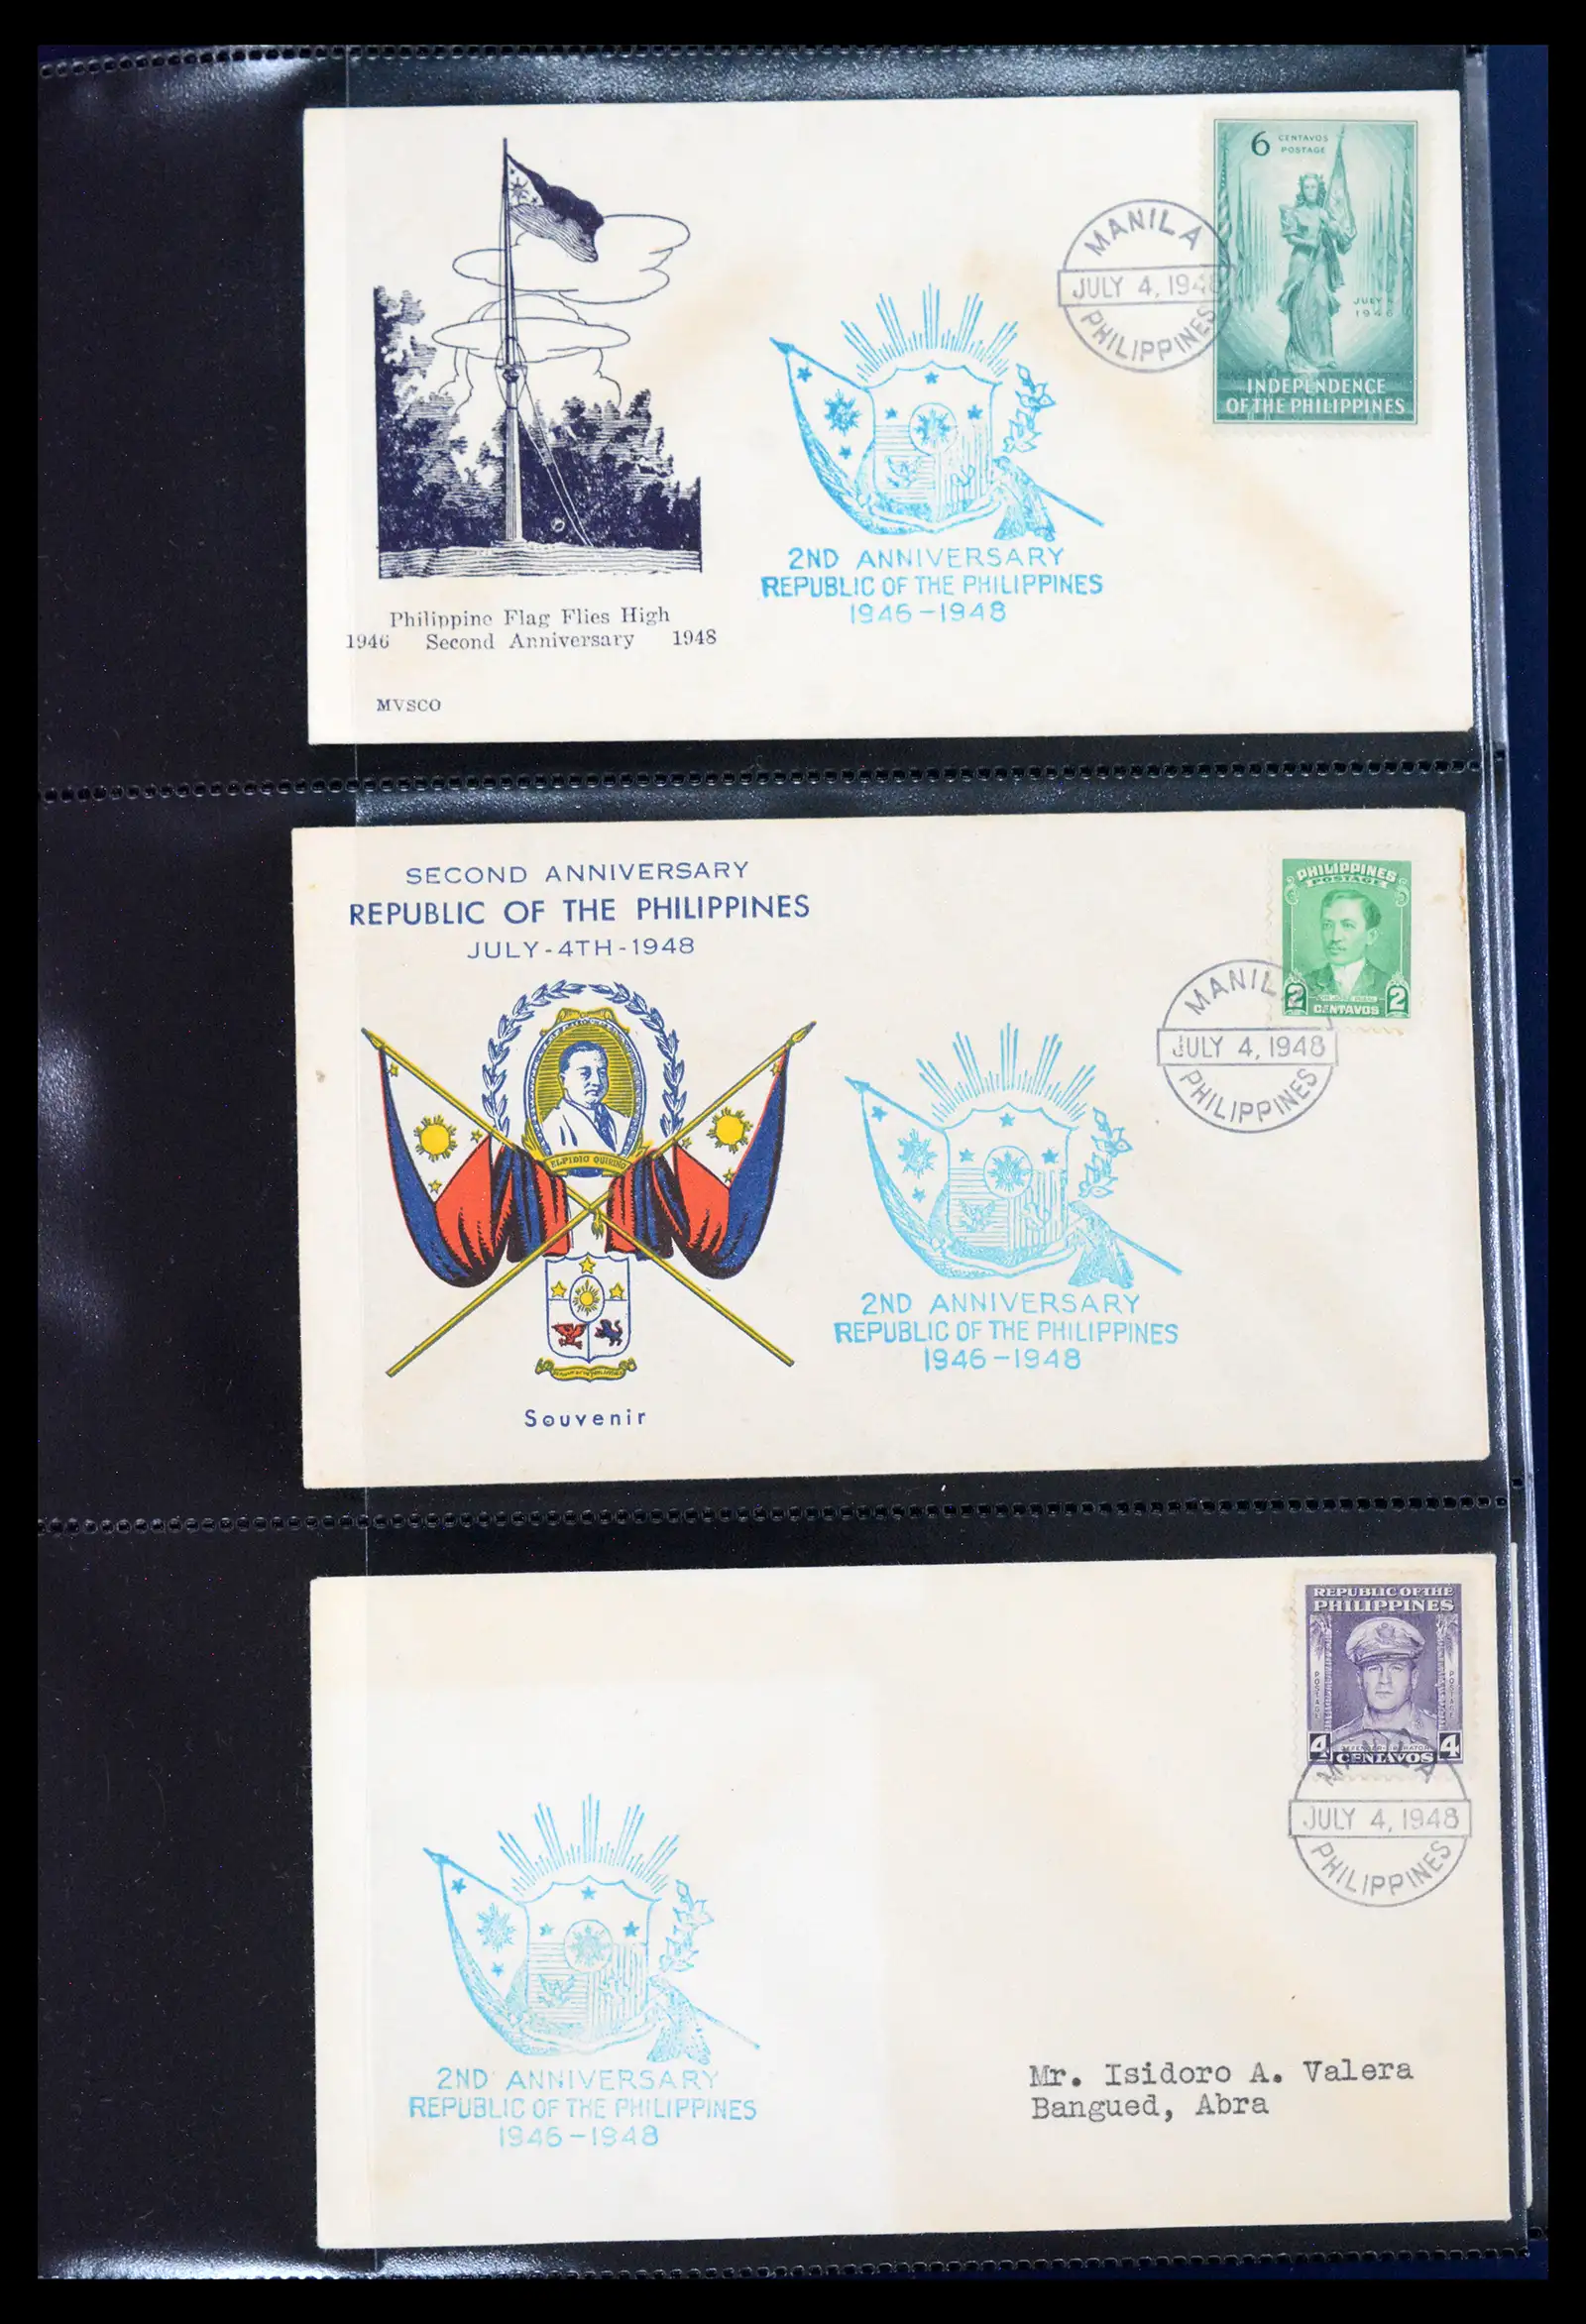 6 CENTAVOS
POSTAGE
MANILA
JULY 4, 1948
PHILIPPINES
JULY 4
1946
INDEPENDENCE
OF THE PHILIPPINES
2ND ANNIVERSARY
REPUBLIC OF THE PHILIPPINES
1946-1948
Philippine Flag Flies High
1946 Second Anniversary 1948
MVSCO
SECOND ANNIVERSARY
REPUBLIC OF THE PHILIPPINES
JULY-4TH-1948
PHILIPPINES
POSTAGE
2 2
CENTAVOS
MANILA
JULY 4, 1948
PHILIPPINES
ELPIDIO QUIRINO
2ND ANNIVERSARY
REPUBLIC OF THE PHILIPPINES
1946-1948
Souvenir
REPUBLIC OF THE
PHILIPPINES
POSTAGE POSTAGE
4 CENTAVOS 4
MANILA
JULY 4, 1948
PHILIPPINES
2ND ANNIVERSARY
REPUBLIC OF THE PHILIPPINES
1946-1948
Mr. Isidoro A. Valera
Bangued, Abra